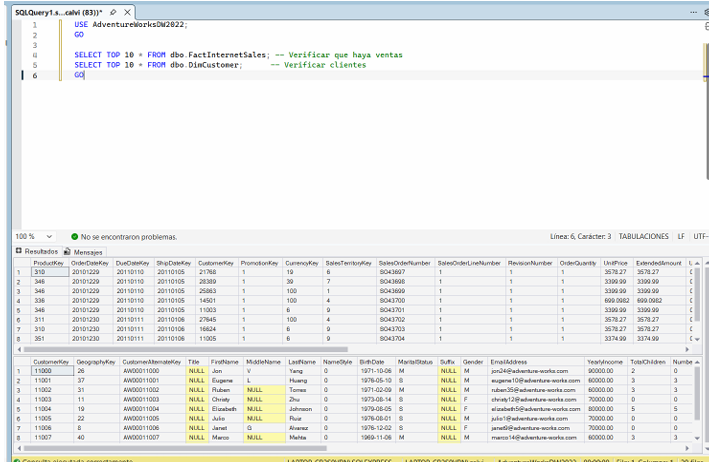 SQLQuery1.s...caivi (83))*
1 USE AdventureWorksDW2022;
2 GO
3
4 SELECT TOP 10 * FROM dbo.FactInternetSales; -- Verificar que haya ventas
5 SELECT TOP 10 * FROM dbo.DimCustomer; -- Verificar clientes
6 GO
100 % No se encontraron problemas. Línea: 6, Carácter: 3 TABULACIONES LF UTF-
Resultados Mensajes
ProductKey OrderDateKey DueDateKey ShipDateKey CustomerKey PromotionKey CurrencyKey SalesTerritoryKey SalesOrderNumber SalesOrderLineNumber RevisionNumber OrderQuantity UnitPrice ExtendedAmount
1 310 20101229 20110110 20110105 21768 1 19 6 SO43697 1 1 1 3578.27 3578.27
2 346 20101229 20110110 20110105 28389 1 39 7 SO43698 1 1 1 3399.99 3399.99
3 346 20101229 20110110 20110105 25863 1 100 1 SO43699 1 1 1 3399.99 3399.99
4 336 20101229 20110110 20110105 14501 1 100 4 SO43700 1 1 1 699.0982 699.0982
5 346 20101229 20110110 20110105 11003 1 6 9 SO43701 1 1 1 3399.99 3399.99
6 311 20101230 20110111 20110106 27645 1 100 4 SO43702 1 1 1 3578.27 3578.27
7 310 20101230 20110111 20110106 16624 1 6 9 SO43703 1 1 1 3578.27 3578.27
8 351 20101230 20110111 20110106 11005 1 6 9 SO43704 1 1 1 3374.99 3374.99
CustomerKey GeographyKey CustomerAlternateKey Title FirstName MiddleName LastName NameStyle BirthDate MaritalStatus Suffix Gender EmailAddress YearlyIncome TotalChildren Numbe
1 11000 26 AW00011000 NULL Jon V Yang 0 1971-10-06 M NULL M jon24@adventure-works.com 90000.00 2 0
2 11001 37 AW00011001 NULL Eugene L Huang 0 1976-05-10 S NULL M eugene10@adventure-works.com 60000.00 3 3
3 11002 31 AW00011002 NULL Ruben NULL Torres 0 1971-02-09 M NULL M ruben35@adventure-works.com 60000.00 3 3
4 11003 11 AW00011003 NULL Christy NULL Zhu 0 1973-08-14 S NULL F christy12@adventure-works.com 70000.00 0 0
5 11004 19 AW00011004 NULL Elizabeth NULL Johnson 0 1979-08-05 S NULL F elizabeth5@adventure-works.com 80000.00 5 5
6 11005 22 AW00011005 NULL Julio NULL Ruiz 0 1976-08-01 S NULL M julio1@adventure-works.com 70000.00 0 0
7 11006 8 AW00011006 NULL Janet G Alvarez 0 1976-12-02 S NULL F janet9@adventure-works.com 70000.00 0 0
8 11007 40 AW00011007 NULL Marco NULL Mehta 0 1969-11-06 M NULL M marco14@adventure-works.com 60000.00 3 3